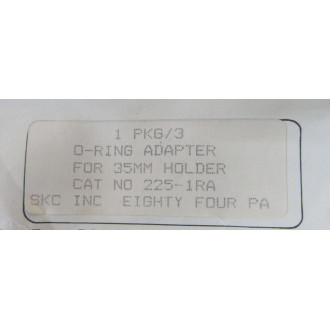 1 PKG/3
O-RING ADAPTER
FOR 35MM HOLDER
CAT NO 225-1RA
SKC INC EIGHTY FOUR PA